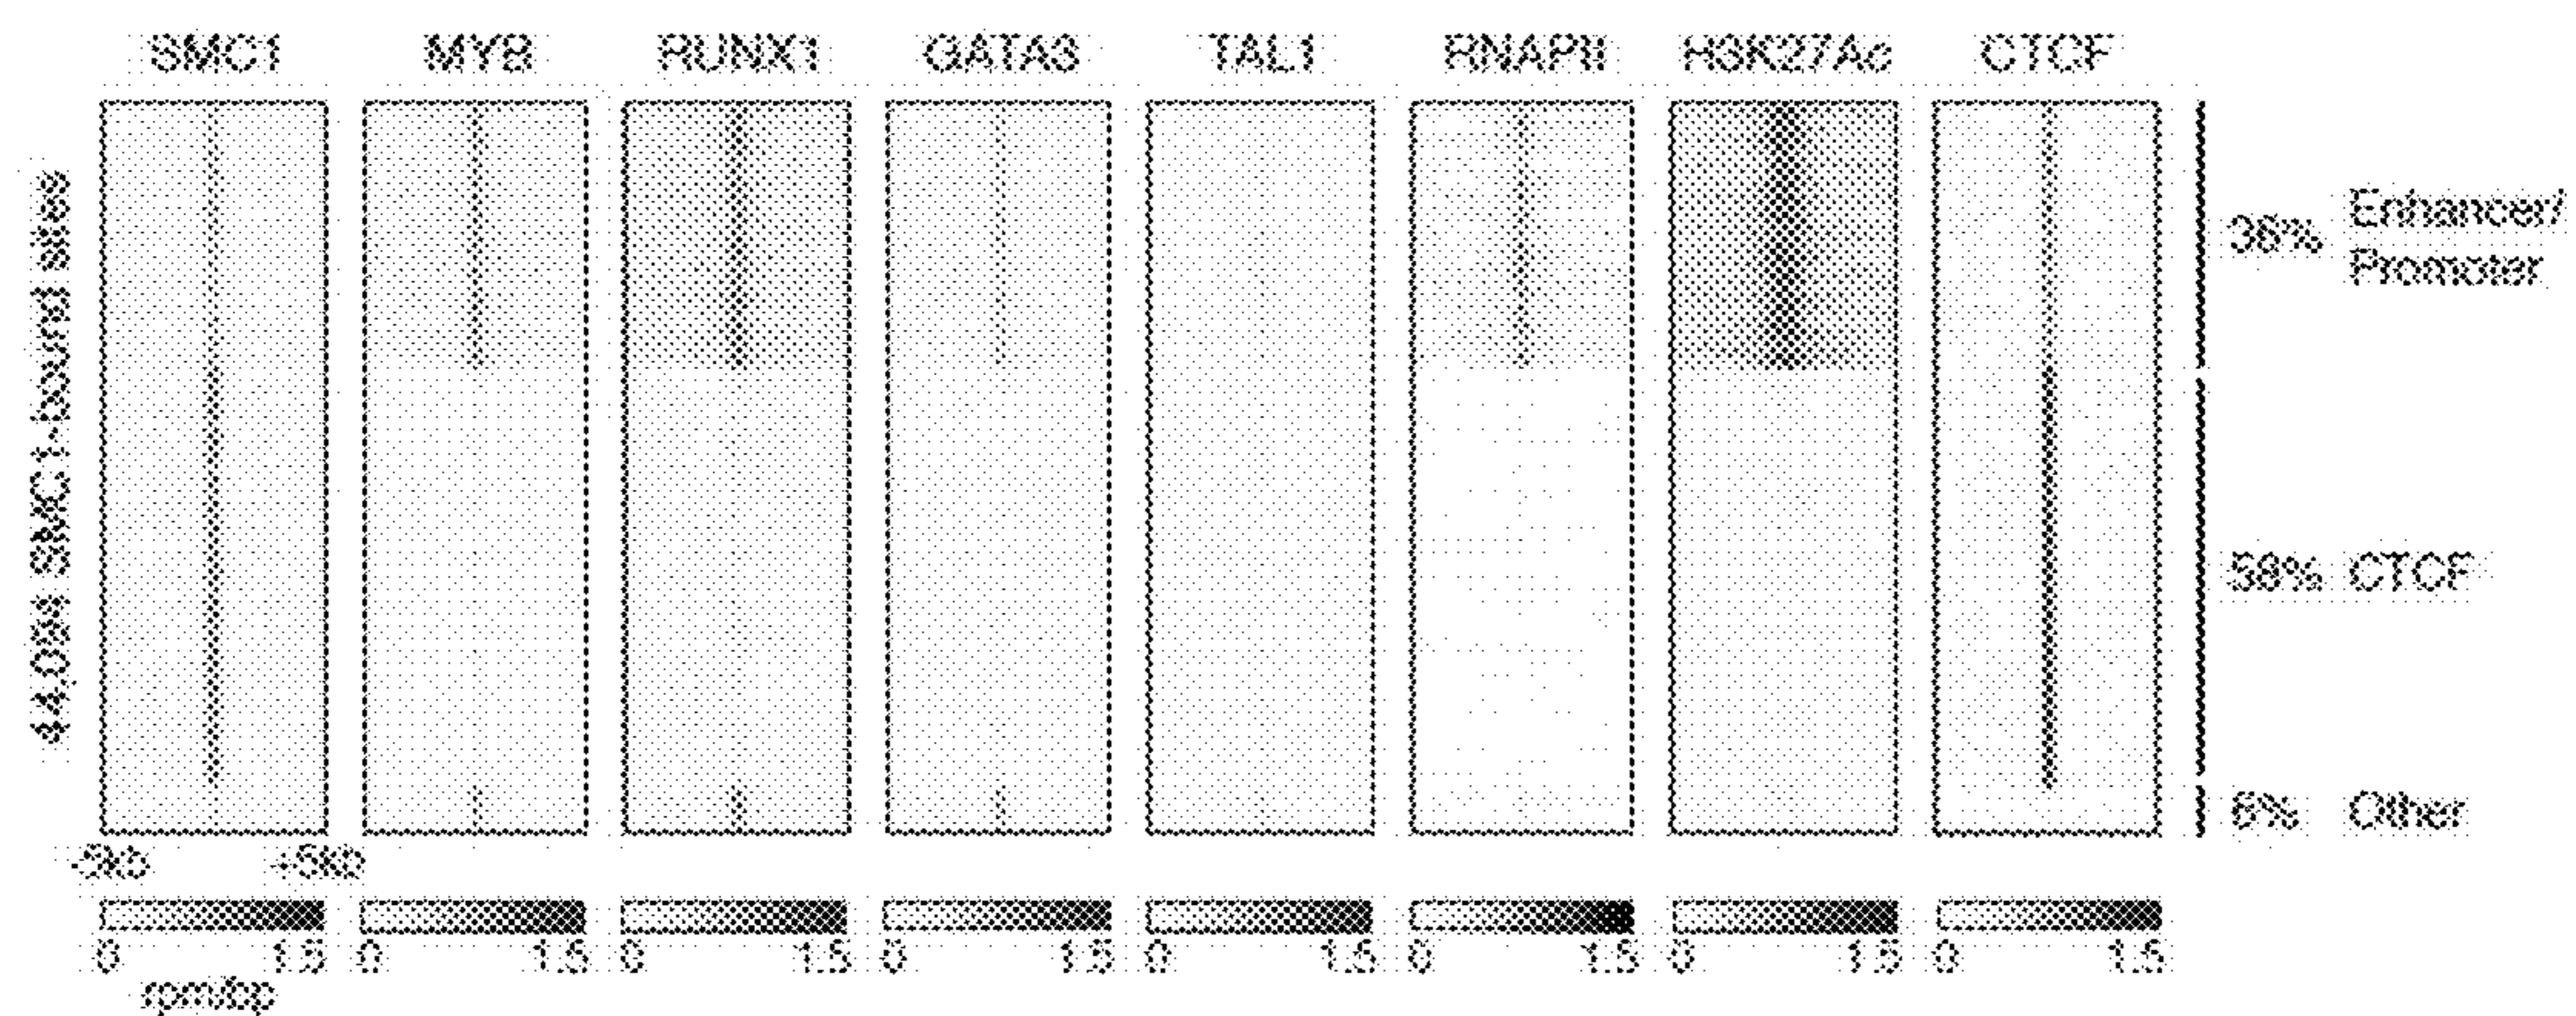 SMC1 MYB RUNX1 GATA3 TAL1 RNAPII H3K27Ac CTCF
SMC1-bound sites
Enhancer/
36% Promoter
58% CTCF
6% Other
-5kb +5kb
0 1.5 0 1.5 0 1.5 0 1.5 0 1.5 0 1.5 0 1.5 0 1.5
rpm/bp